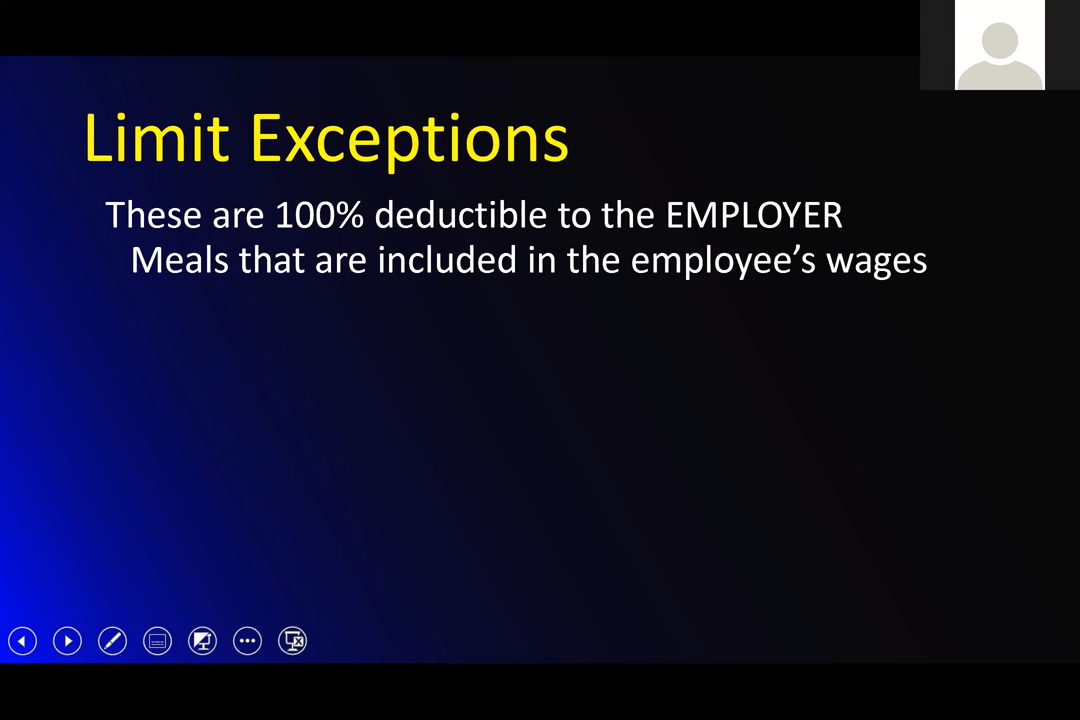 Limit Exceptions
These are 100% deductible to the EMPLOYER
Meals that are included in the employee’s wages